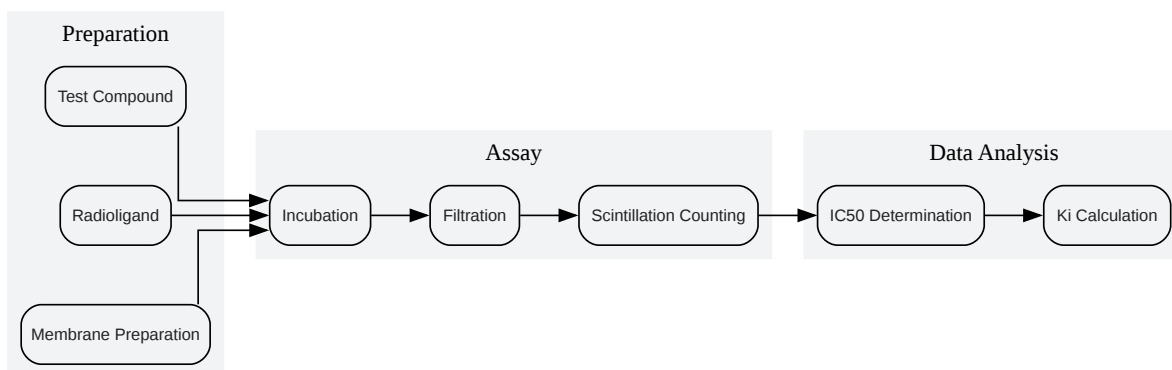 Preparation
Test Compound
Radioligand
Membrane Preparation
Assay
Incubation
Filtration
Scintillation Counting
Data Analysis
IC50 Determination
Ki Calculation